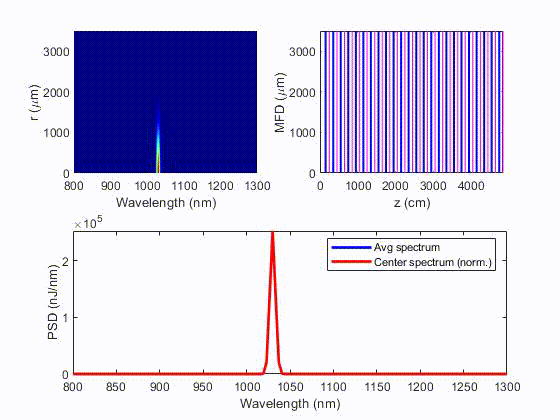 3000
2000
1000
0
r (μm)
800 900 1000 1100 1200 1300
Wavelength (nm)
3000
2000
1000
0
MFD (μm)
0 1000 2000 3000 4000
z (cm)
×10^5
2
1
0
PSD (nJ/nm)
Avg spectrum
Center spectrum (norm.)
800 850 900 950 1000 1050 1100 1150 1200 1250 1300
Wavelength (nm)